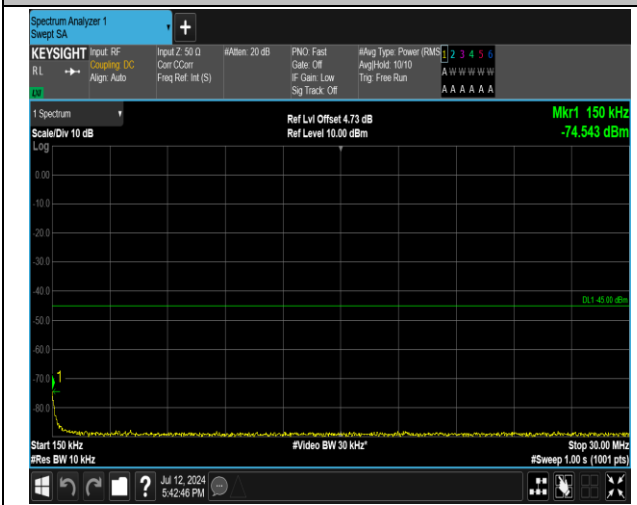 Spectrum Analyzer 1
Swept SA
+
KEYSIGHT Input: RF Input Z: 50 Ω #Atten: 20 dB PNO: Fast #Avg Type: Power (RMS 1 2 3 4 5 6
RL Coupling: DC Corr CCorr Gate: Off Avg|Hold: 10/10 A W W W W W
Align: Auto Freq Ref: Int (S) IF Gain: Low Trig: Free Run
Sig Track: Off A A A A A A
1 Spectrum Ref Lvl Offset 4.73 dB Mkr1 150 kHz
Scale/Div 10 dB Ref Level 10.00 dBm -74.543 dBm
Log
0.00
-10.0
-20.0
-30.0
-40.0
DL1 -45.00 dBm
-50.0
-60.0
-70.0 1
-80.0
Start 150 kHz #Video BW 30 kHz* Stop 30.00 MHz
#Res BW 10 kHz #Sweep 1.00 s (1001 pts)
? Jul 12, 2024
5:42:46 PM